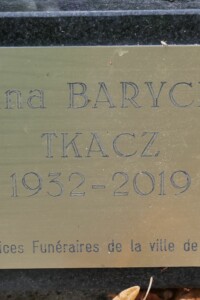 na BARYC
TKACZ
1932-2019
ices Funéraires de la ville de